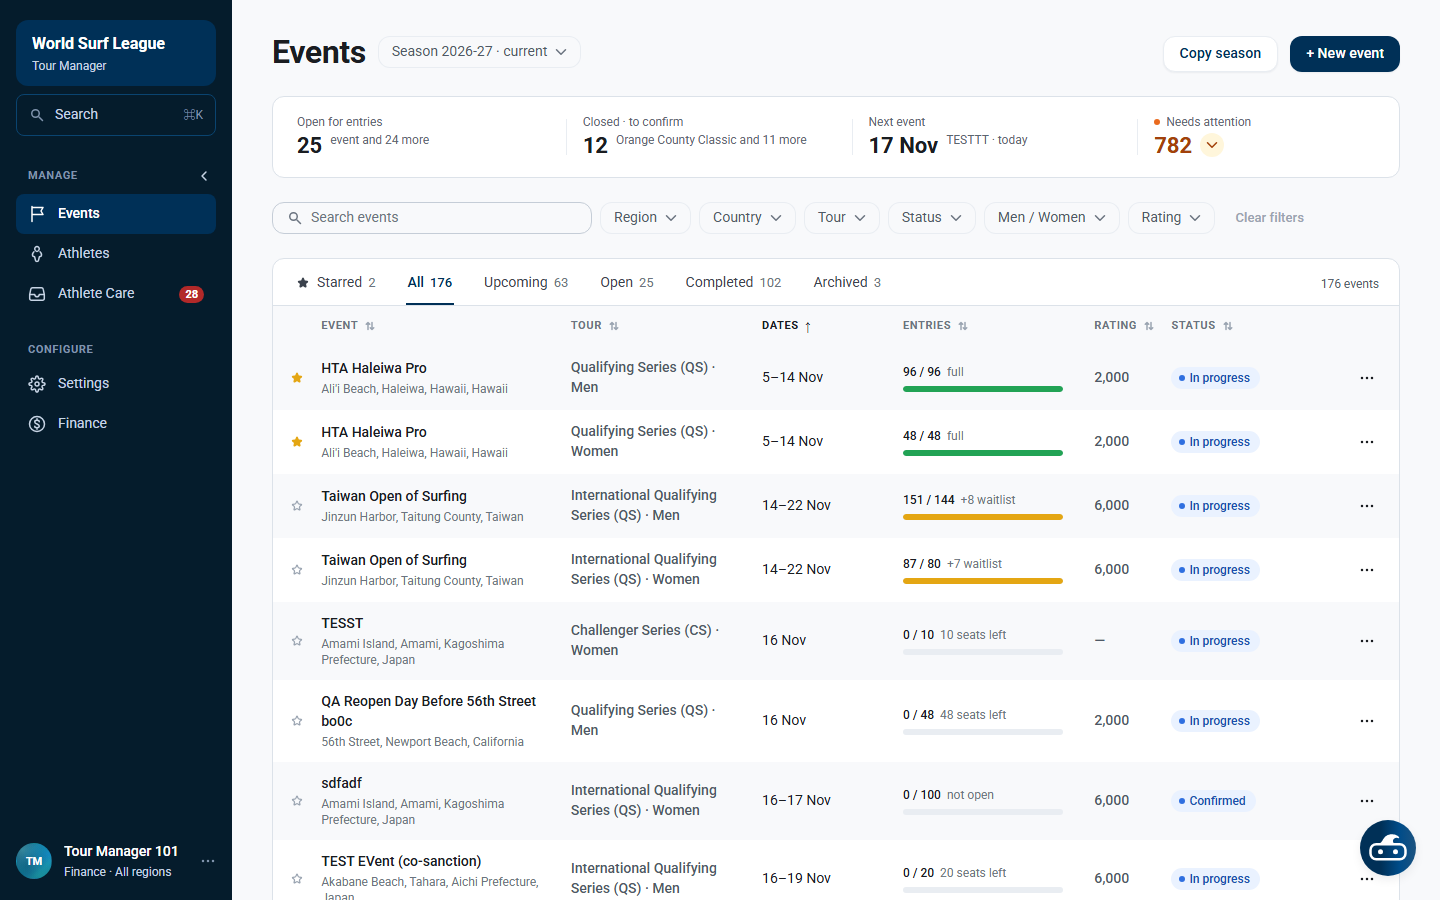 World Surf League
Tour Manager
Search ⌘K
MANAGE
Events
Athletes
Athlete Care 28
CONFIGURE
Settings
Finance
TM
Tour Manager 101
Finance · All regions
Events
Season 2026-27 · current
Copy season
+ New event
Open for entries
25 event and 24 more
Closed · to confirm
12 Orange County Classic and 11 more
Next event
17 Nov TESTTT · today
Needs attention
782
Search events
Region
Country
Tour
Status
Men / Women
Rating
Clear filters
Starred 2
All 176
Upcoming 63
Open 25
Completed 102
Archived 3
176 events
EVENT
TOUR
DATES ↑
ENTRIES
RATING
STATUS
HTA Haleiwa Pro
Ali'i Beach, Haleiwa, Hawaii, Hawaii
Qualifying Series (QS) ·
Men
5–14 Nov
96 / 96 full
2,000
In progress
HTA Haleiwa Pro
Ali'i Beach, Haleiwa, Hawaii, Hawaii
Qualifying Series (QS) ·
Women
5–14 Nov
48 / 48 full
2,000
In progress
Taiwan Open of Surfing
Jinzun Harbor, Taitung County, Taiwan
International Qualifying
Series (QS) · Men
14–22 Nov
151 / 144 +8 waitlist
6,000
In progress
Taiwan Open of Surfing
Jinzun Harbor, Taitung County, Taiwan
International Qualifying
Series (QS) · Women
14–22 Nov
87 / 80 +7 waitlist
6,000
In progress
TESST
Amami Island, Amami, Kagoshima
Prefecture, Japan
Challenger Series (CS) ·
Women
16 Nov
0 / 10 10 seats left
–
In progress
QA Reopen Day Before 56th Street
bo0c
56th Street, Newport Beach, California
Qualifying Series (QS) ·
Men
16 Nov
0 / 48 48 seats left
2,000
In progress
sdfadf
Amami Island, Amami, Kagoshima
Prefecture, Japan
International Qualifying
Series (QS) · Women
16–17 Nov
0 / 100 not open
6,000
Confirmed
TEST EVent (co-sanction)
Akabane Beach, Tahara, Aichi Prefecture,
Japan
International Qualifying
Series (QS) · Men
16–19 Nov
0 / 20 20 seats left
6,000
In progress